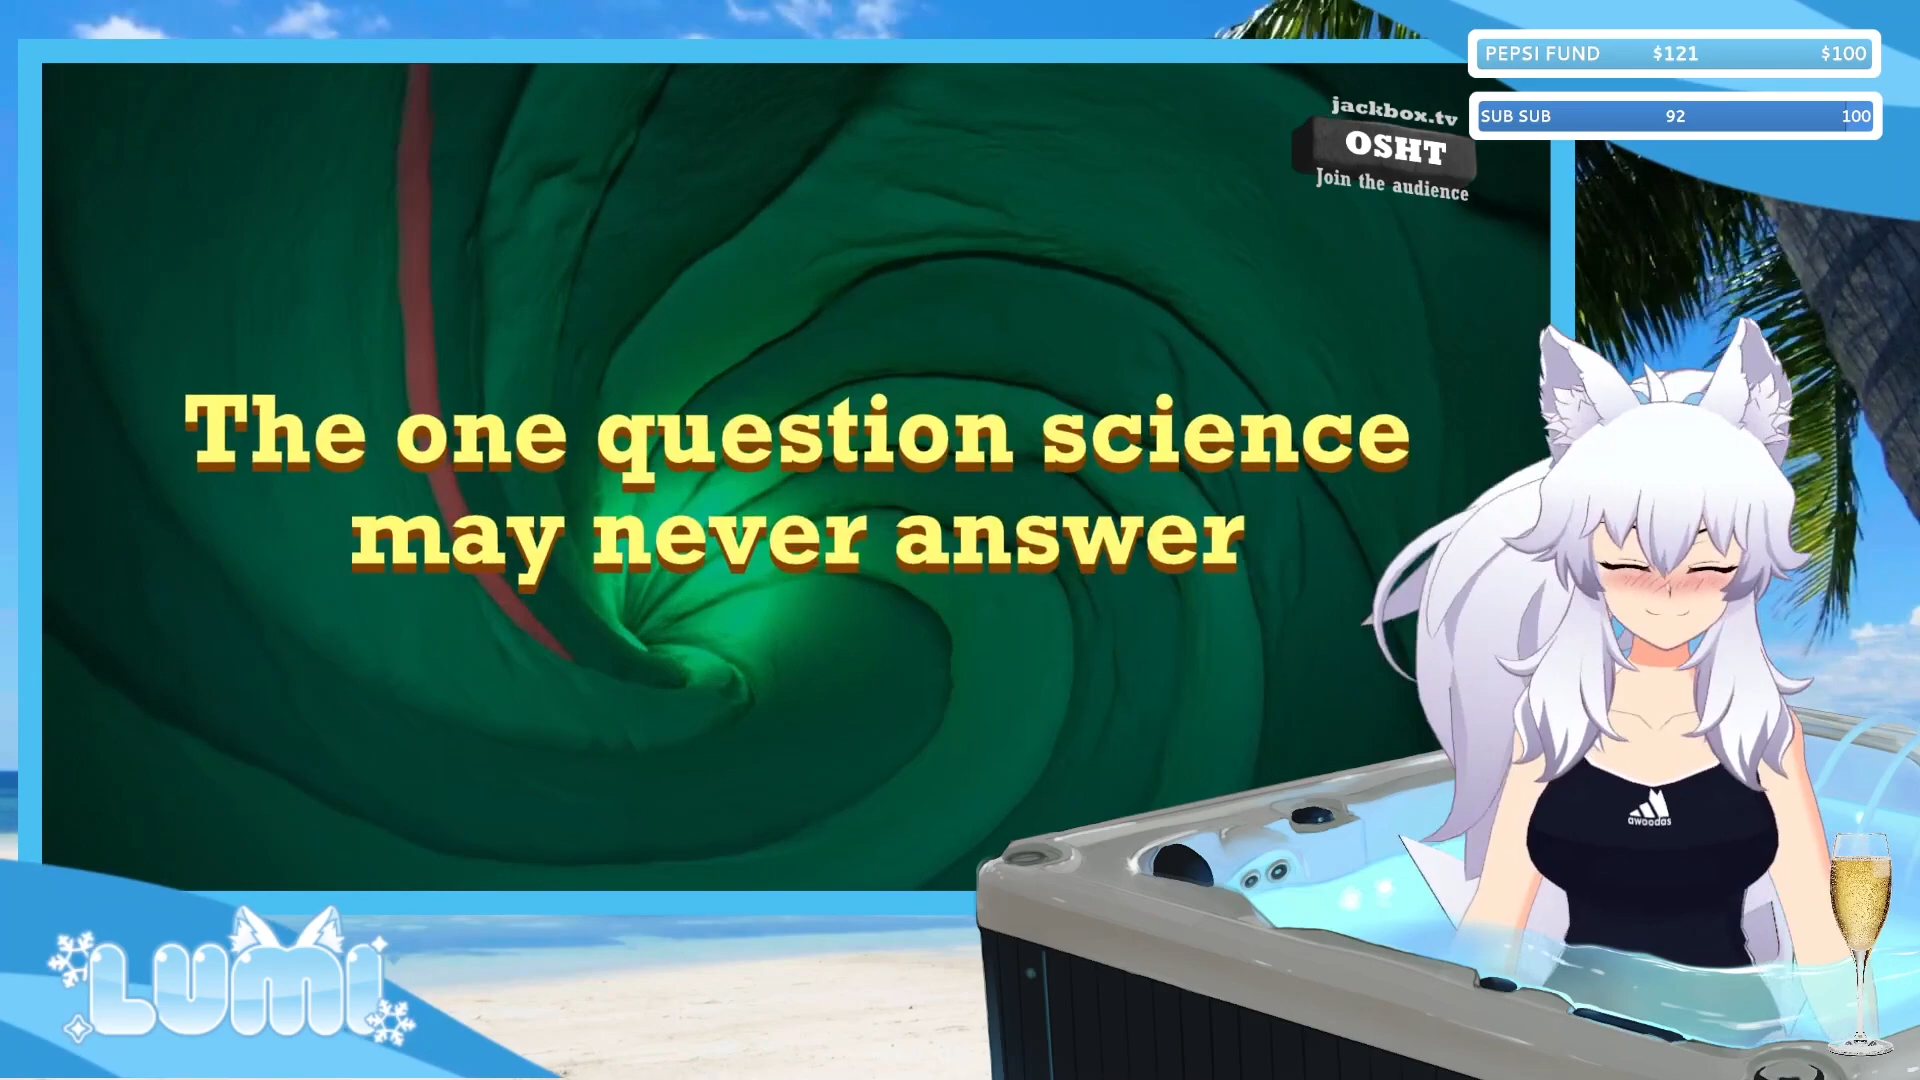 PEPSI FUND $121 $100
SUB SUB 92 100
jackbox.tv
OSHT
Join the audience
The one question science
may never answer
awoodas
LUMI